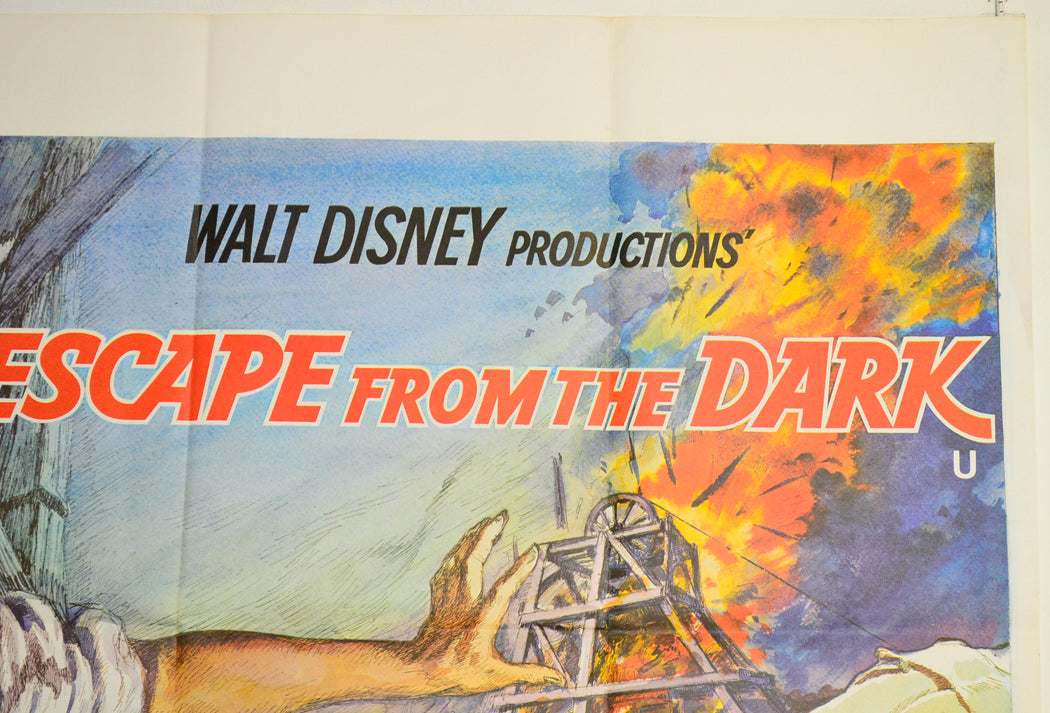 WALT DISNEY PRODUCTIONS'
ESCAPE FROM THE DARK
U